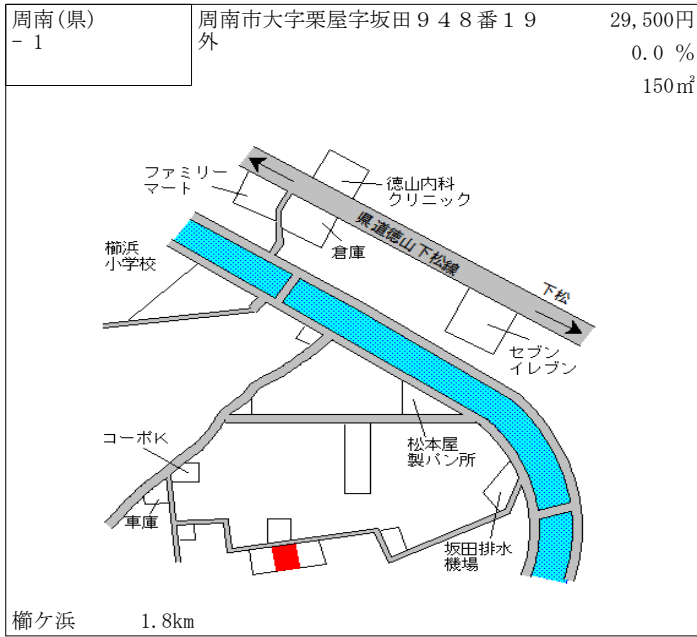 周南(県)
－１
周南市大字栗屋字坂田９４８番１９
外
29,500円
0.0 %
150㎡
ファミリー
マート
徳山内科
クリニック
県道徳山下松線
倉庫
櫛浜
小学校
下松
セブン
イレブン
コーポK
松本屋
製パン所
車庫
坂田排水
機場
櫛ケ浜 1.8km